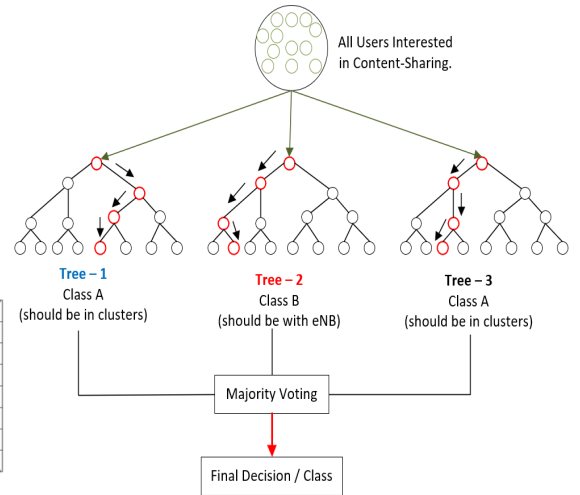 All Users Interested
in Content-Sharing.
Tree – 1
Class A
(should be in clusters)
Tree – 2
Class B
(should be with eNB)
Tree – 3
Class A
(should be in clusters)
Majority Voting
Final Decision / Class